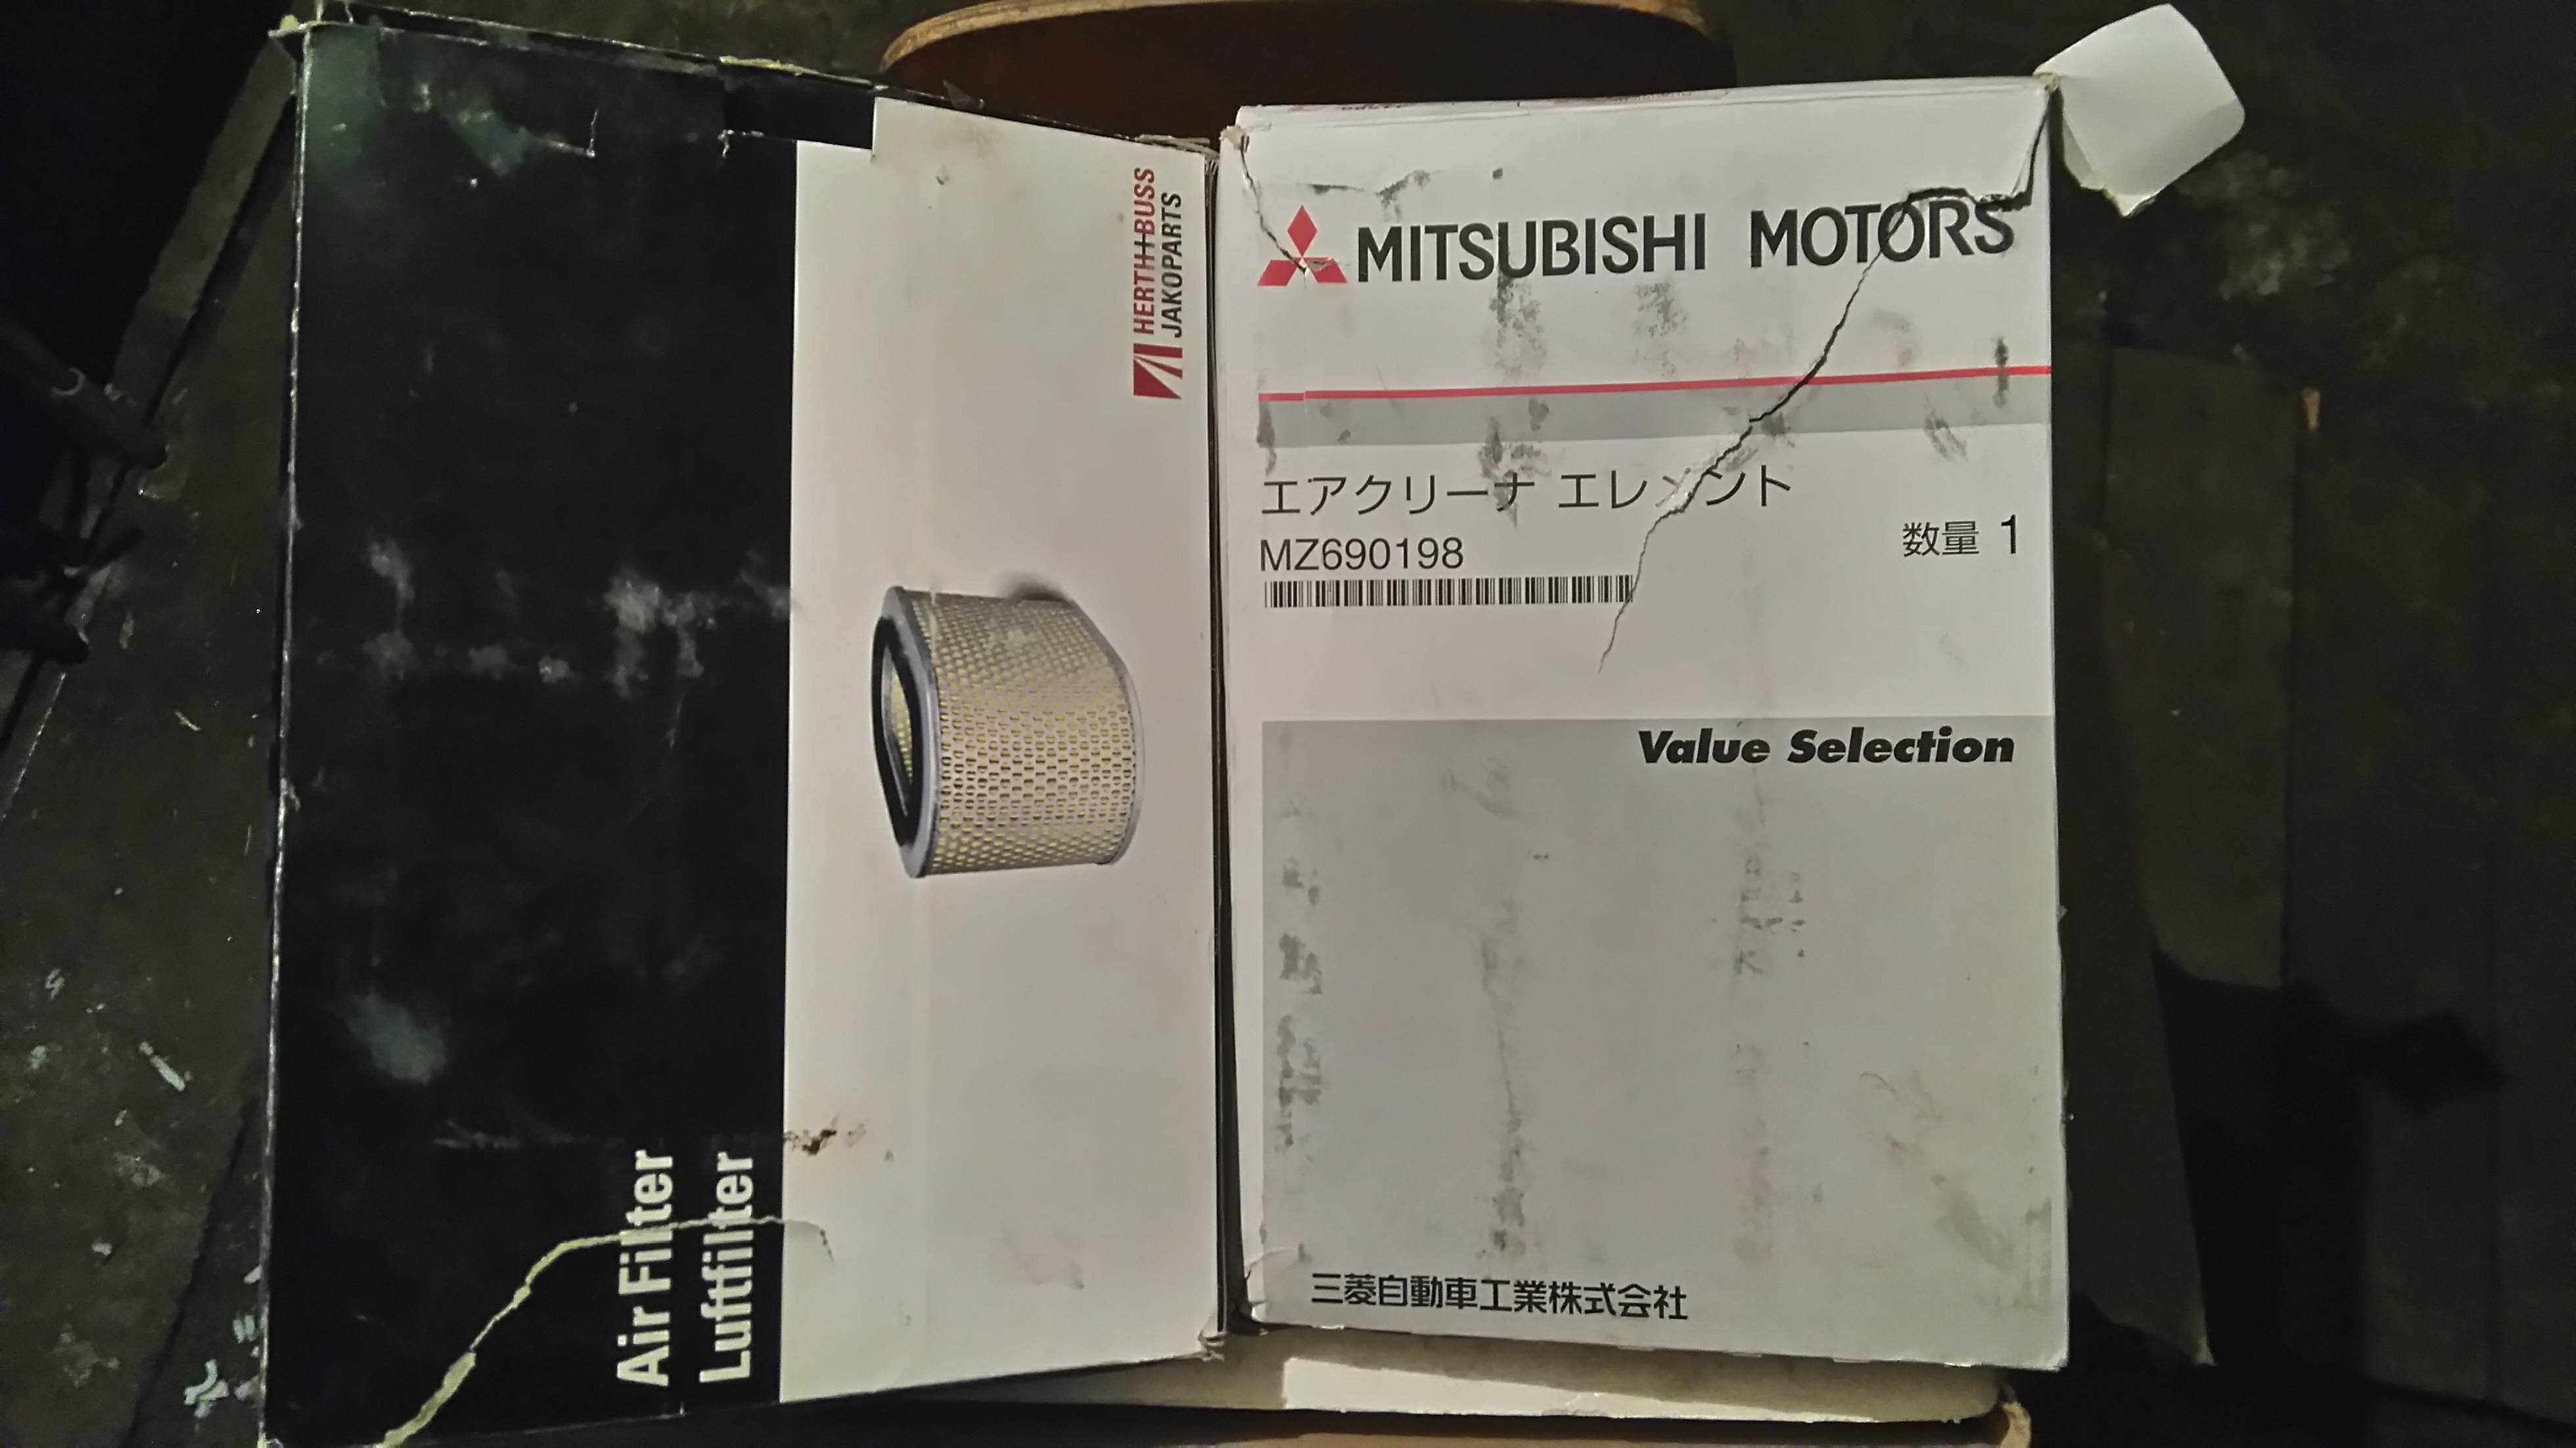 HERTH+BUSS
JAKOPARTS
Air Filter
Luftfilter
MITSUBISHI MOTORS
エアクリーナ エレメント
MZ690198
数量 1
Value Selection
三菱自動車工業株式会社